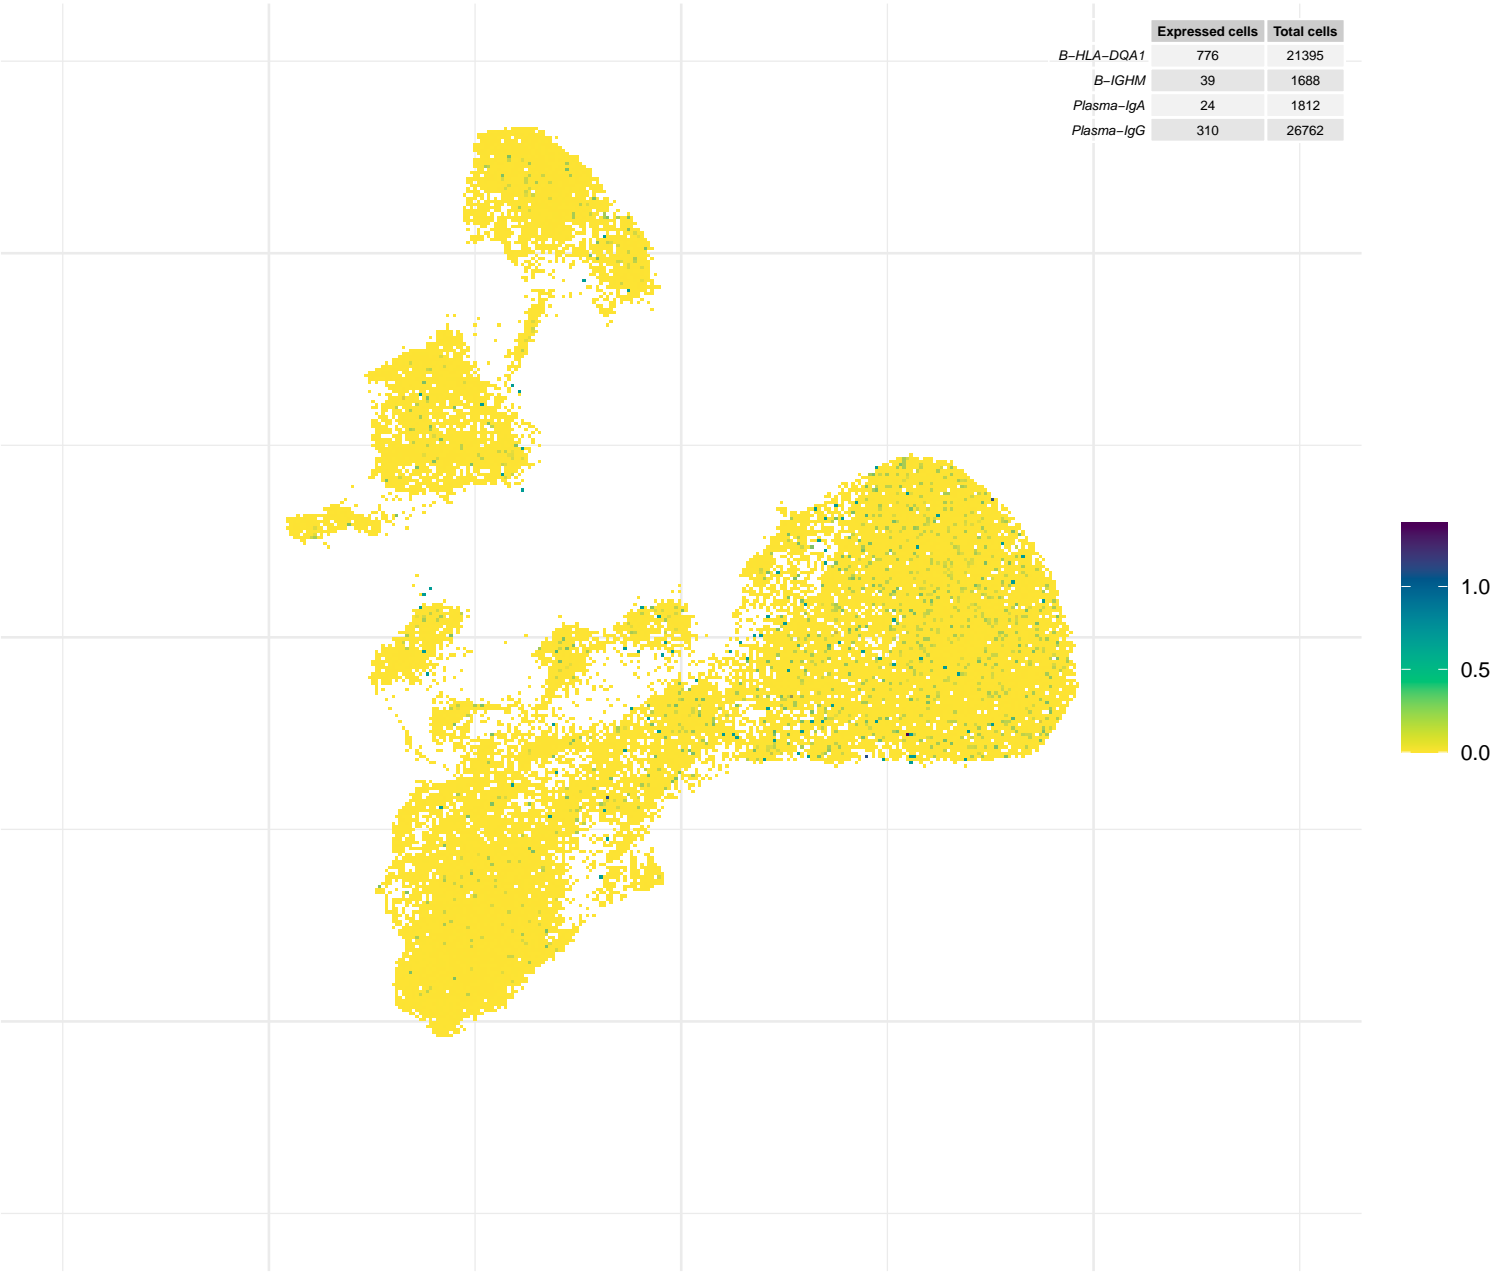 Expressed cells Total cells
B−HLA−DQA1 776 21395
B−IGHM 39 1688
Plasma−IgA 24 1812
Plasma−IgG 310 26762
1.0
0.5
0.0